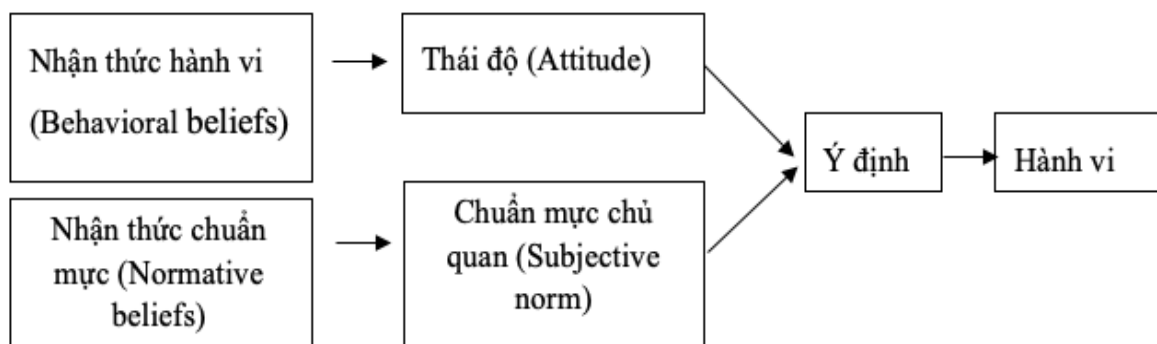 Nhận thức hành vi
(Behavioral beliefs)
Thái độ (Attitude)
Nhận thức chuẩn
mực (Normative
beliefs)
Chuẩn mực chủ
quan (Subjective
norm)
Ý định
Hành vi